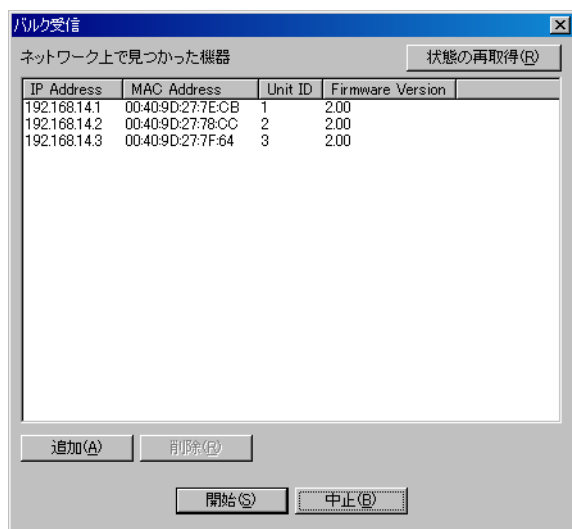 バルク受信
ネットワーク上で見つかった機器 状態の再取得(R)
IP Address MAC Address Unit ID Firmware Version
192.168.14.1 00:40:9D:27:7E:CB 1 2.00
192.168.14.2 00:40:9D:27:78:CC 2 2.00
192.168.14.3 00:40:9D:27:7F:64 3 2.00
追加(A) 削除(R)
開始(S) 中止(B)